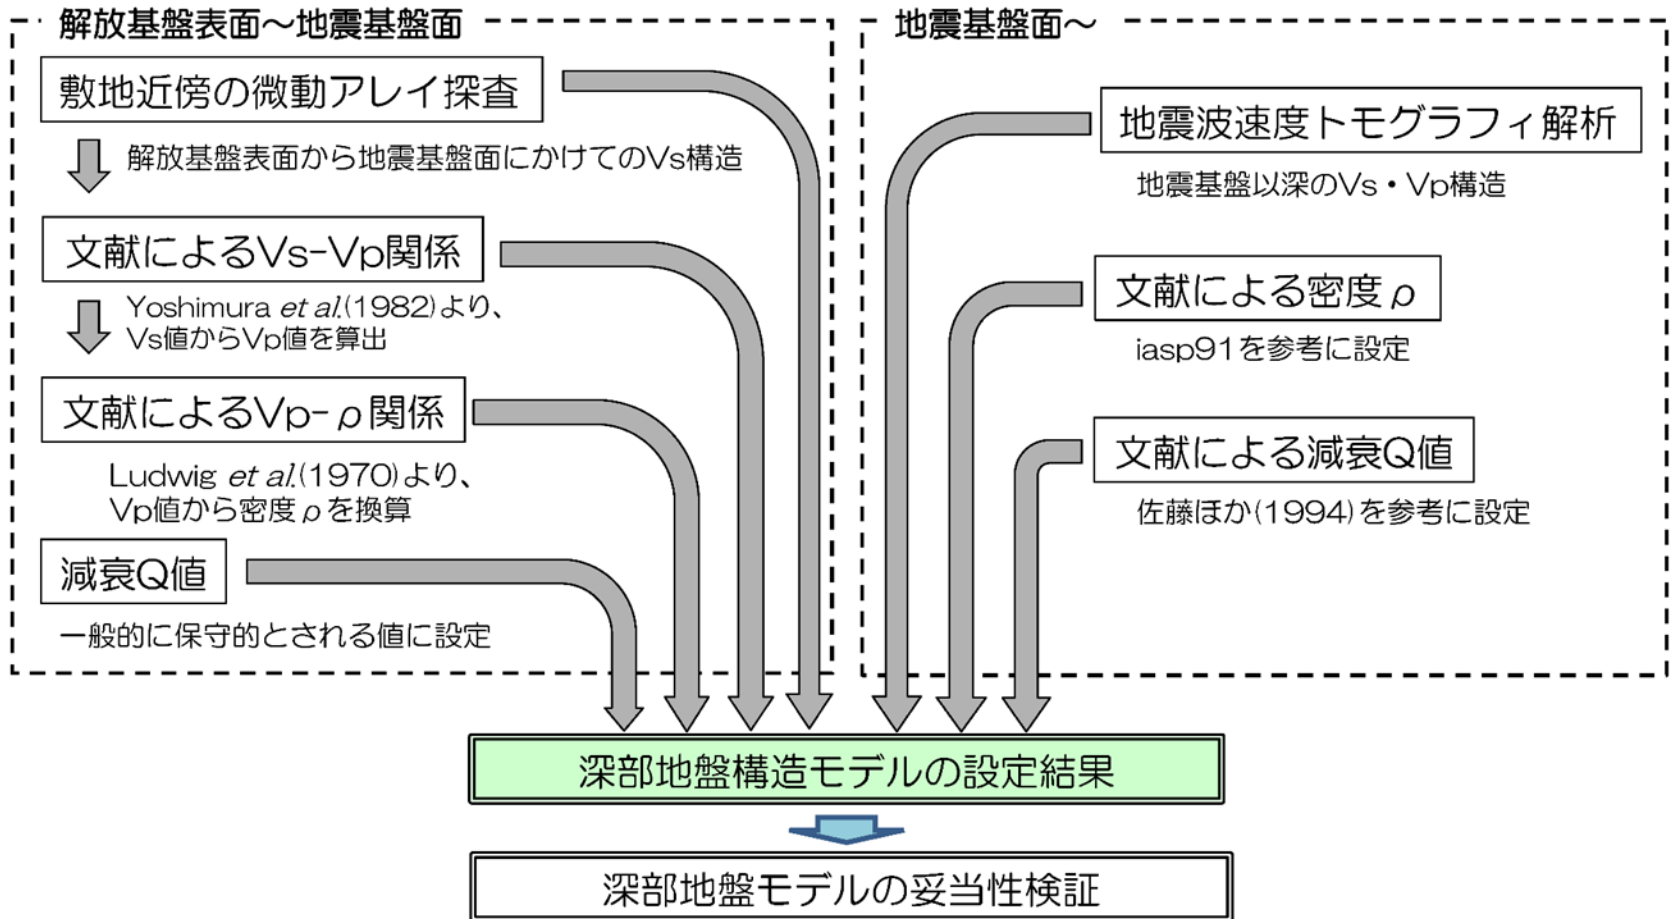 解放基盤表面～地震基盤面
敷地近傍の微動アレイ探査
解放基盤表面から地震基盤面にかけてのVs構造
文献によるVs-Vp関係
Yoshimura et al.(1982)より、
Vs値からVp値を算出
文献によるVp-ρ関係
Ludwig et al.(1970)より、
Vp値から密度ρを換算
減衰Q値
一般的に保守的とされる値に設定
地震基盤面～
地震波速度トモグラフィ解析
地震基盤以深のVs・Vp構造
文献による密度ρ
iasp91を参考に設定
文献による減衰Q値
佐藤ほか(1994)を参考に設定
深部地盤構造モデルの設定結果
深部地盤モデルの妥当性検証